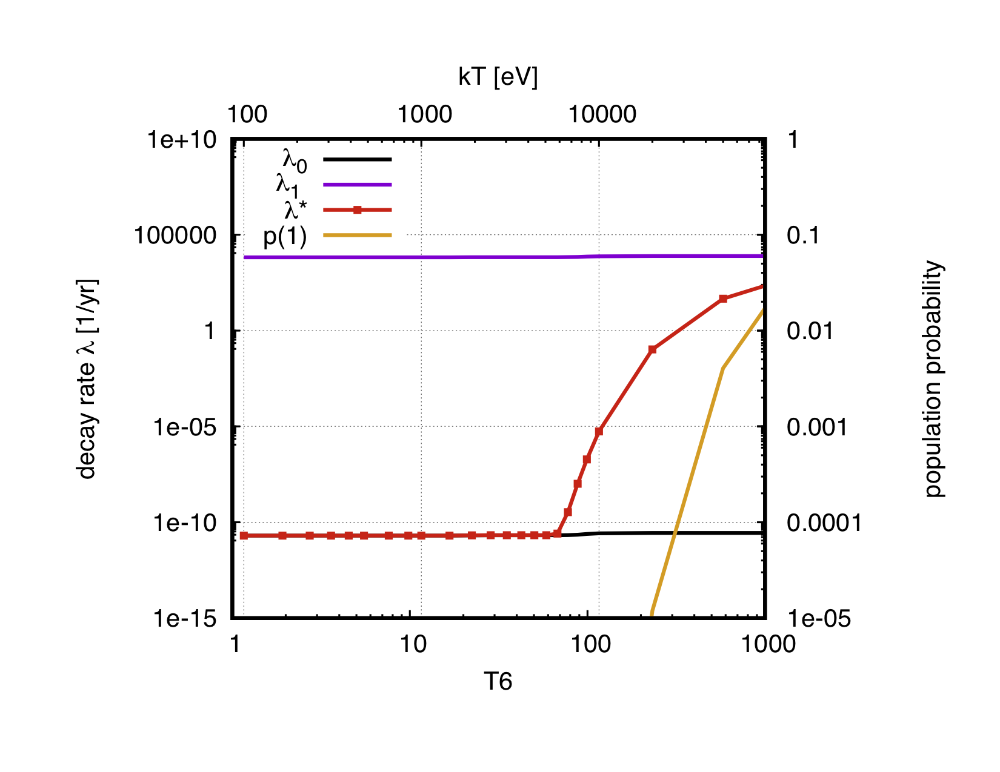 kT [eV]
100 1000 10000
1e+10
100000
1
1e-05
1e-10
1e-15
decay rate λ [1/yr]
λ0
λ1
λ*
p(1)
1
0.1
0.01
0.001
0.0001
1e-05
population probability
1 10 100 1000
T6